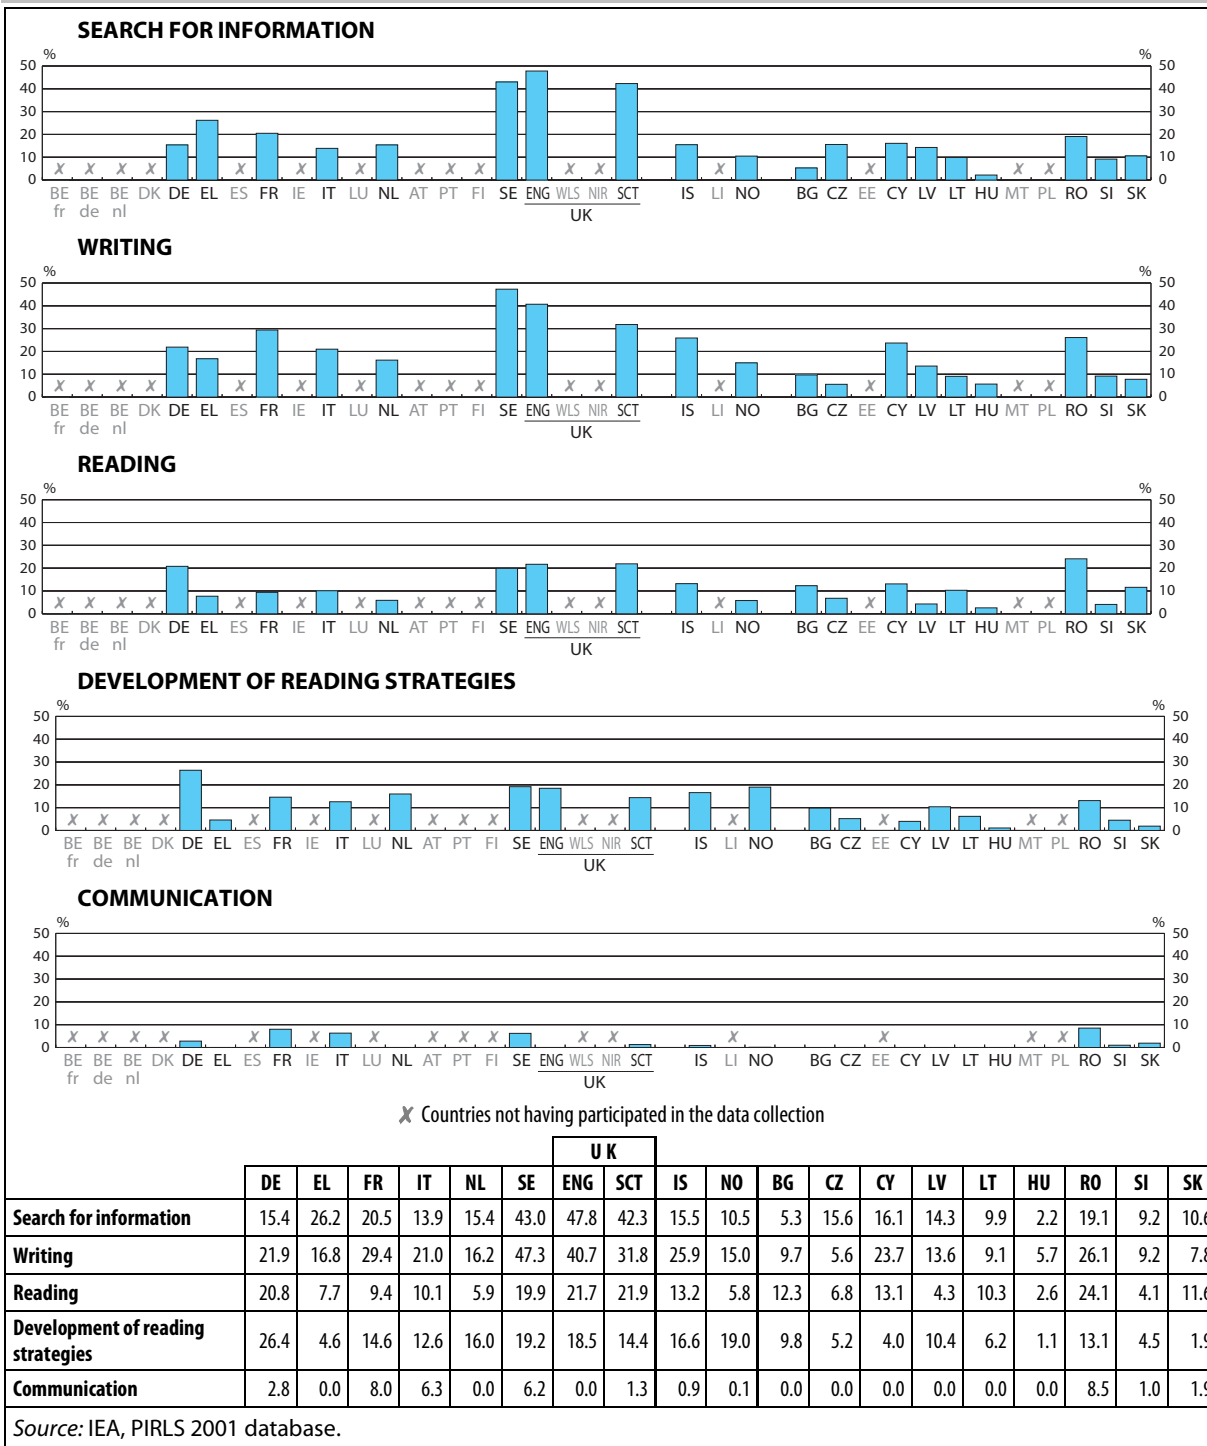 SEARCH FOR INFORMATION
% %
50 50
40 40
30 30
20 20
10 10
0 0
✗ ✗ ✗ ✗ ✗ ✗ ✗ ✗ ✗ ✗ ✗ ✗ ✗ ✗ ✗ ✗
BE BE BE DK DE EL ES FR IE IT LU NL AT PT FI SE ENG WLS NIR SCT IS LI NO BG CZ EE CY LV LT HU MT PL RO SI SK
fr de nl
UK
WRITING
% %
50 50
40 40
30 30
20 20
10 10
0 0
✗ ✗ ✗ ✗ ✗ ✗ ✗ ✗ ✗ ✗ ✗ ✗ ✗ ✗ ✗ ✗
BE BE BE DK DE EL ES FR IE IT LU NL AT PT FI SE ENG WLS NIR SCT IS LI NO BG CZ EE CY LV LT HU MT PL RO SI SK
fr de nl
UK
READING
% %
50 50
40 40
30 30
20 20
10 10
0 0
✗ ✗ ✗ ✗ ✗ ✗ ✗ ✗ ✗ ✗ ✗ ✗ ✗ ✗ ✗ ✗
BE BE BE DK DE EL ES FR IE IT LU NL AT PT FI SE ENG WLS NIR SCT IS LI NO BG CZ EE CY LV LT HU MT PL RO SI SK
fr de nl
UK
DEVELOPMENT OF READING STRATEGIES
% %
50 50
40 40
30 30
20 20
10 10
0 0
✗ ✗ ✗ ✗ ✗ ✗ ✗ ✗ ✗ ✗ ✗ ✗ ✗ ✗ ✗ ✗
BE BE BE DK DE EL ES FR IE IT LU NL AT PT FI SE ENG WLS NIR SCT IS LI NO BG CZ EE CY LV LT HU MT PL RO SI SK
fr de nl
UK
COMMUNICATION
% %
50 50
40 40
30 30
20 20
10 10
0 0
✗ ✗ ✗ ✗ ✗ ✗ ✗ ✗ ✗ ✗ ✗ ✗ ✗ ✗ ✗ ✗
BE BE BE DK DE EL ES FR IE IT LU NL AT PT FI SE ENG WLS NIR SCT IS LI NO BG CZ EE CY LV LT HU MT PL RO SI SK
fr de nl
UK
✗ Countries not having participated in the data collection
U K
DE EL FR IT NL SE ENG SCT IS NO BG CZ CY LV LT HU RO SI SK
Search for information 15.4 26.2 20.5 13.9 15.4 43.0 47.8 42.3 15.5 10.5 5.3 15.6 16.1 14.3 9.9 2.2 19.1 9.2 10.6
Writing 21.9 16.8 29.4 21.0 16.2 47.3 40.7 31.8 25.9 15.0 9.7 5.6 23.7 13.6 9.1 5.7 26.1 9.2 7.8
Reading 20.8 7.7 9.4 10.1 5.9 19.9 21.7 21.9 13.2 5.8 12.3 6.8 13.1 4.3 10.3 2.6 24.1 4.1 11.6
Development of reading
strategies 26.4 4.6 14.6 12.6 16.0 19.2 18.5 14.4 16.6 19.0 9.8 5.2 4.0 10.4 6.2 1.1 13.1 4.5 1.9
Communication 2.8 0.0 8.0 6.3 0.0 6.2 0.0 1.3 0.9 0.1 0.0 0.0 0.0 0.0 0.0 0.0 8.5 1.0 1.9
Source: IEA, PIRLS 2001 database.